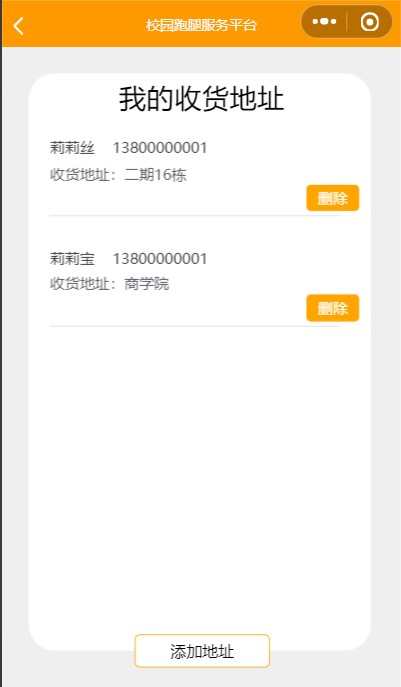 校园跑腿服务平台
我的收货地址
莉莉丝 13800000001
收货地址：二期16栋
删除
莉莉宝 13800000001
收货地址：商学院
删除
添加地址